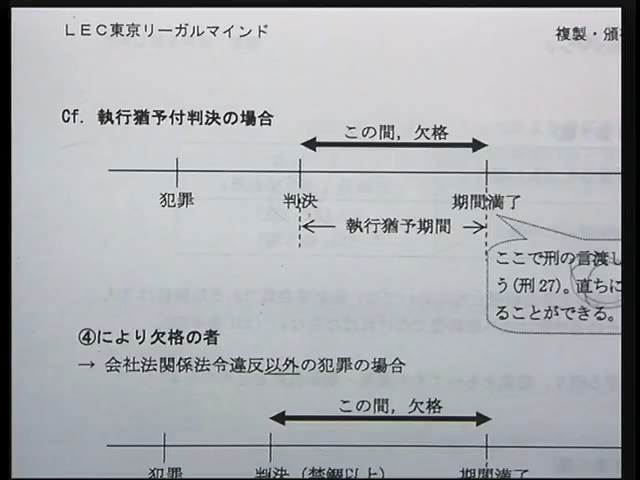 LEC東京リーガルマインド
複製・頒
Cf. 執行猶予付判決の場合
この間,欠格
犯罪 判決 期間満了
執行猶予期間
ここで刑の言渡し
う(刑27)。直ちに
ることができる。
④により欠格の者
→ 会社法関係法令違反以外の犯罪の場合
この間,欠格
犯罪 判決(禁錮以上) 期間満了